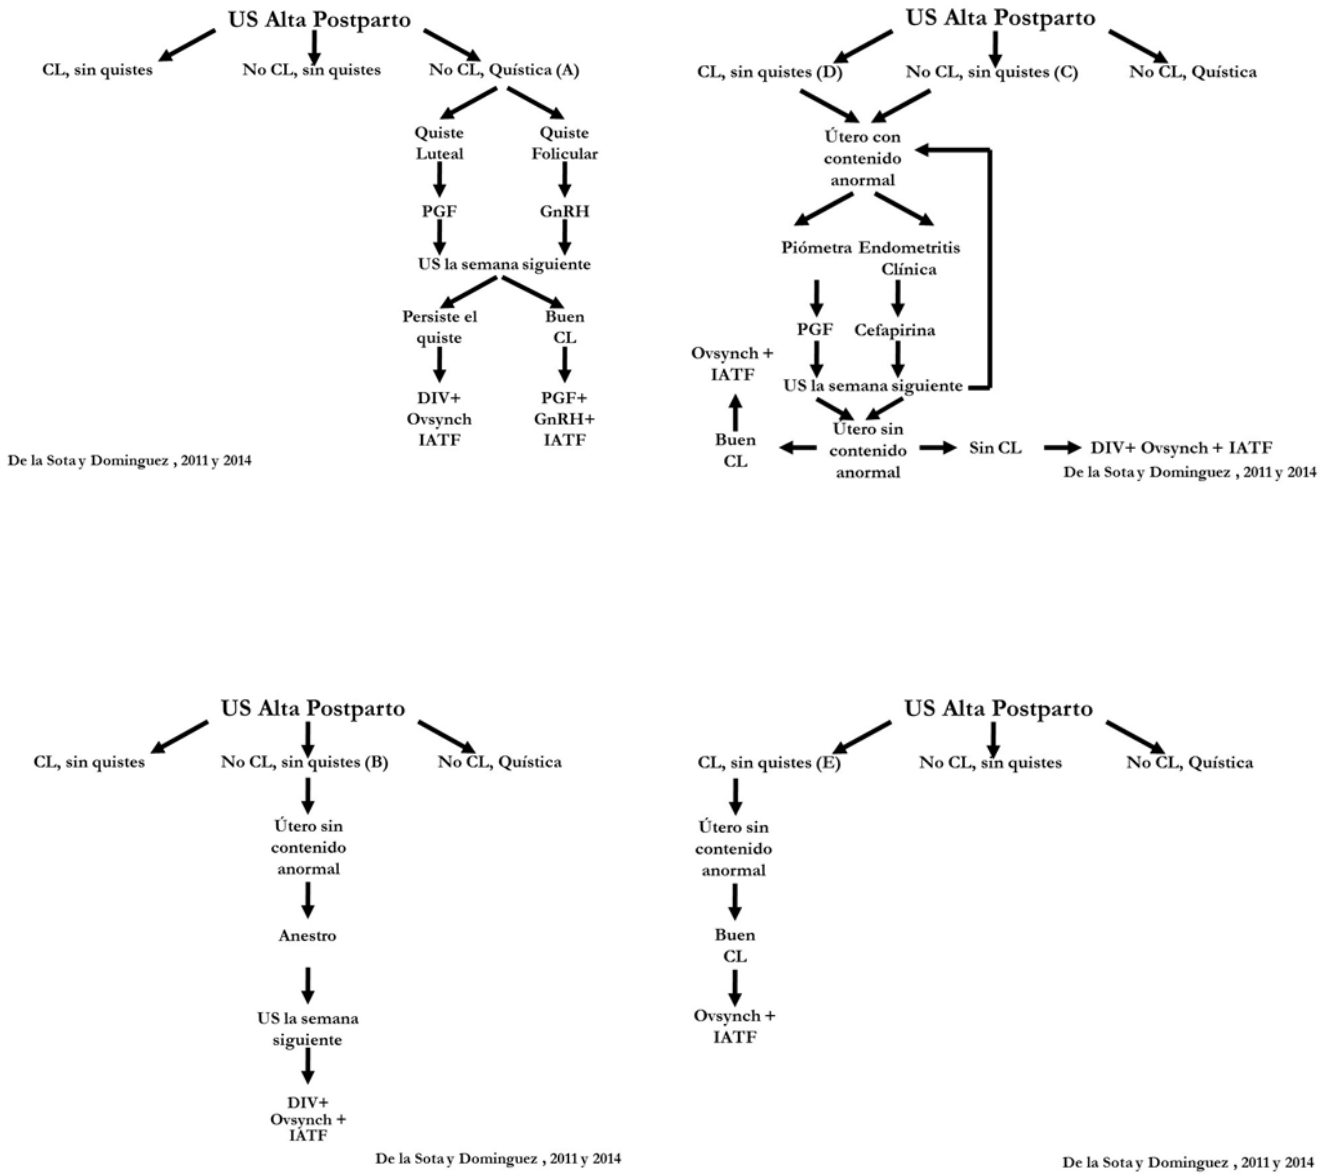 US Alta Postparto
CL, sin quistes
No CL, sin quistes
No CL, Quística (A)
Quiste
Luteal
Quiste
Folicular
PGF
GnRH
US la semana siguiente
Persiste el
quiste
Buen
CL
DIV+
Ovsynch
IATF
PGF+
GnRH+
IATF
De la Sota y Dominguez , 2011 y 2014
US Alta Postparto
CL, sin quistes (D)
No CL, sin quistes (C)
No CL, Quística
Útero con
contenido
anormal
Piómetra
Endometritis
Clínica
PGF
Cefapirina
US la semana siguiente
Ovsynch +
IATF
Buen
CL
Útero sin
contenido
anormal
Sin CL
DIV+ Ovsynch + IATF
De la Sota y Dominguez , 2011 y 2014
US Alta Postparto
CL, sin quistes
No CL, sin quistes (B)
No CL, Quística
Útero sin
contenido
anormal
Anestro
US la semana
siguiente
DIV+
Ovsynch +
IATF
De la Sota y Dominguez , 2011 y 2014
US Alta Postparto
CL, sin quistes (E)
No CL, sin quistes
No CL, Quística
Útero sin
contenido
anormal
Buen
CL
Ovsynch +
IATF
De la Sota y Dominguez , 2011 y 2014